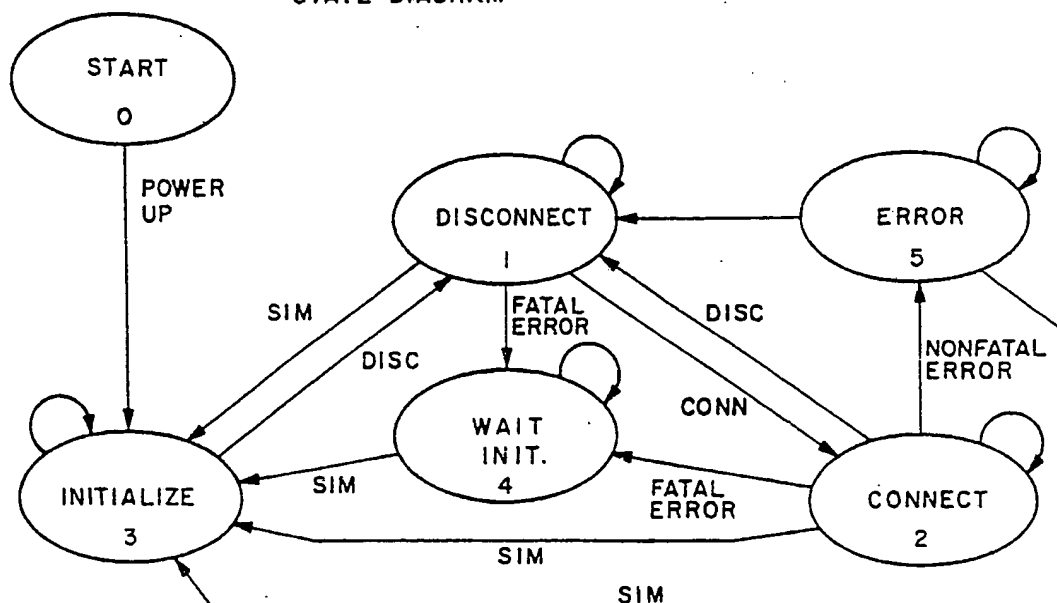 STATE DIAGRAM
START
0
POWER
UP
DISCONNECT
1
ERROR
5
SIM
FATAL
ERROR
DISC
DISC
NONFATAL
ERROR
CONN
WAIT
INIT.
4
INITIALIZE
3
SIM
FATAL
ERROR
CONNECT
2
SIM
SIM